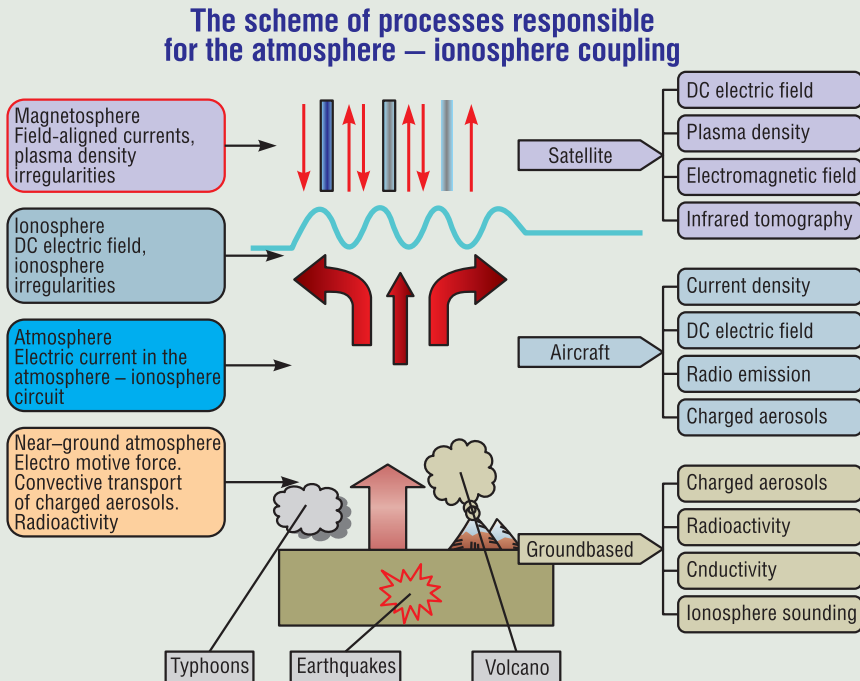 The scheme of processes responsible
for the atmosphere – ionosphere coupling
Magnetosphere
Field-aligned currents,
plasma density
irregularities
Ionosphere
DC electric field,
ionosphere
irregularities
Atmosphere
Electric current in the
atmosphere – ionosphere
circuit
Near–ground atmosphere
Electro motive force.
Convective transport
of charged aerosols.
Radioactivity
Typhoons
Earthquakes
Volcano
Satellite
DC electric field
Plasma density
Electromagnetic field
Infrared tomography
Aircraft
Current density
DC electric field
Radio emission
Charged aerosols
Groundbased
Charged aerosols
Radioactivity
Cnductivity
Ionosphere sounding